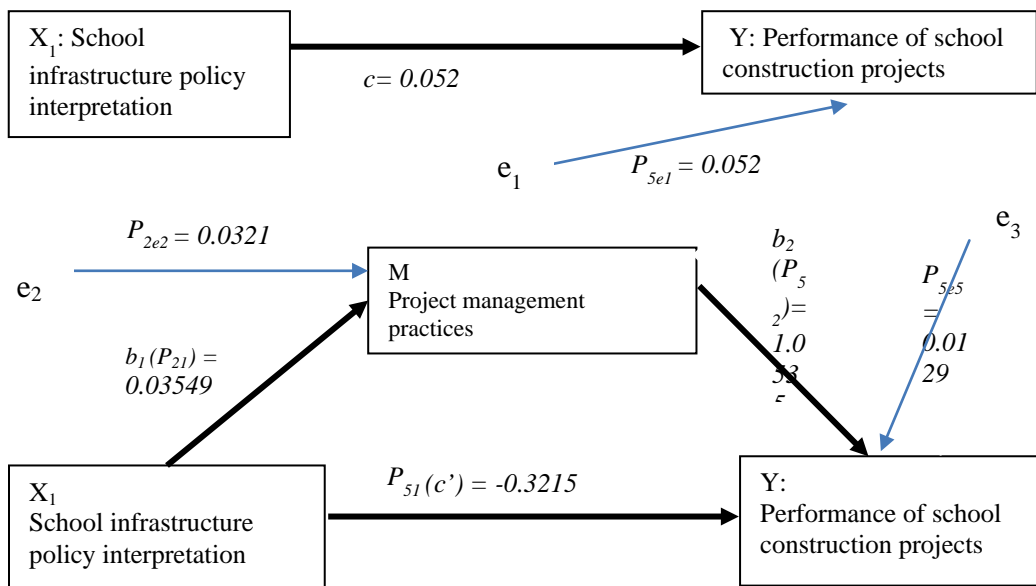 X1: School
infrastructure policy
interpretation
Y: Performance of school
construction projects
c= 0.052
e1
P5e1 = 0.052
P2e2 = 0.0321
e2
e3
M
Project management
practices
b2
(P5
2)=
1.0
53
P5e5
=
0.01
29
b1 (P21) =
0.03549
X1
School infrastructure
policy interpretation
P51 (c’) = -0.3215
Y:
Performance of school
construction projects